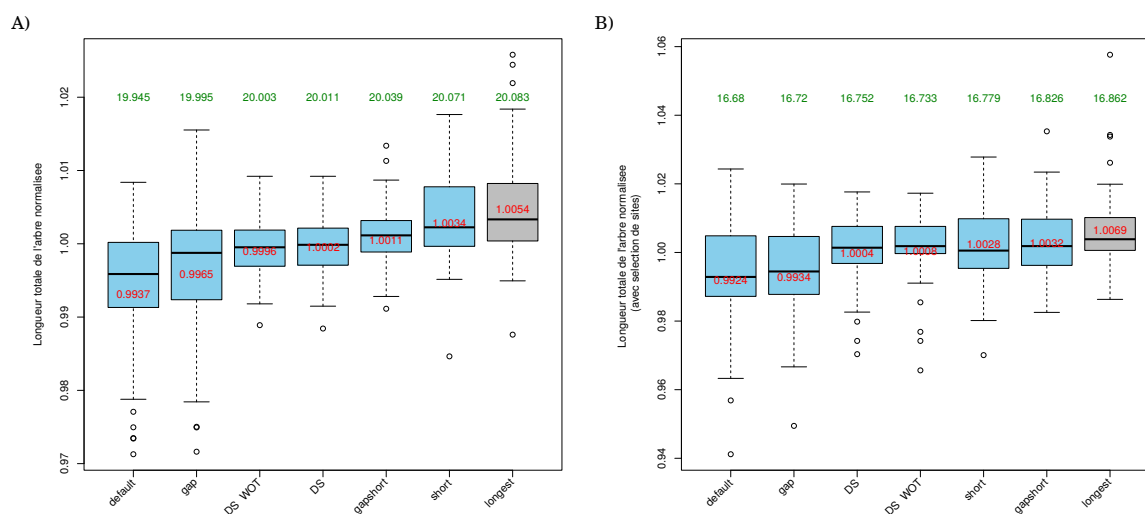 A)
Longueur totale de l'arbre normalisee
0.97 0.98 0.99 1.00 1.01 1.02
19.945 19.995 20.003 20.011 20.039 20.071 20.083
0.9937 0.9965 0.9996 1.0002 1.0011 1.0034 1.0054
default gap DS_WOT DS gapshort short longest
B)
Longueur totale de l'arbre normalisee
(avec selection de sites)
0.94 0.96 0.98 1.00 1.02 1.04 1.06
16.68 16.72 16.752 16.733 16.779 16.826 16.862
0.9924 0.9934 1.0004 1.0008 1.0028 1.0032 1.0069
default gap DS DS_WOT short gapshort longest